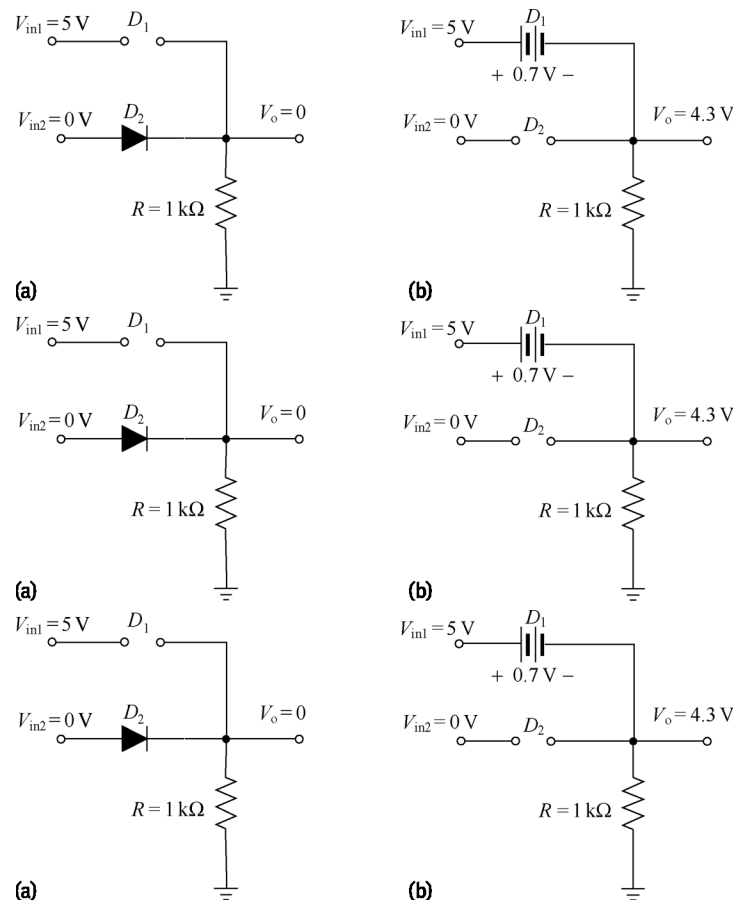 Vin1 = 5 V D1
Vin2 = 0 V D2 Vo = 0
R = 1 kΩ
(a)
Vin1 = 5 V D1
+ 0.7 V −
Vin2 = 0 V D2 Vo = 4.3 V
R = 1 kΩ
(b)
Vin1 = 5 V D1
Vin2 = 0 V D2 Vo = 0
R = 1 kΩ
(a)
Vin1 = 5 V D1
+ 0.7 V −
Vin2 = 0 V D2 Vo = 4.3 V
R = 1 kΩ
(b)
Vin1 = 5 V D1
Vin2 = 0 V D2 Vo = 0
R = 1 kΩ
(a)
Vin1 = 5 V D1
+ 0.7 V −
Vin2 = 0 V D2 Vo = 4.3 V
R = 1 kΩ
(b)